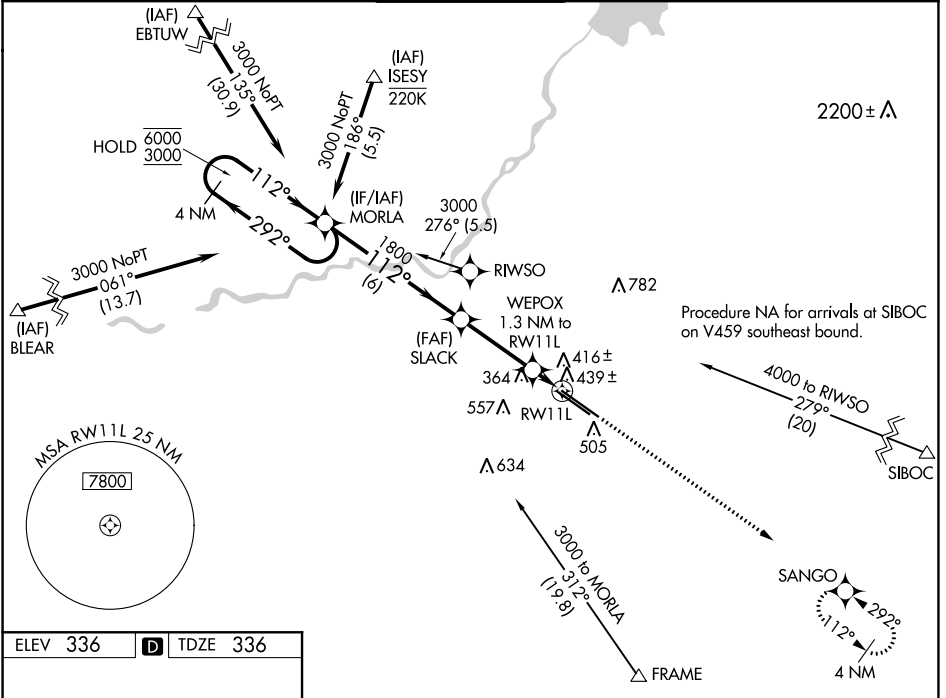 (IAF)
EBTUW
3000 NoPT
135°
(30.9)
(IAF)
ISESY
220K
3000 NoPT
186°
(5.5)
2200 ±
HOLD 6000
3000
112°
4 NM
292°
(IF/IAF)
MORLA
3000
276° (5.5)
1800
112°
(6)
RIWSO
3000 NoPT
061°
(13.7)
(IAF)
BLEAR
782
WEPOX
1.3 NM to
RW11L
(FAF)
SLACK
Procedure NA for arrivals at SIBOC
on V459 southeast bound.
416 ±
364
439 ±
557
RW11L
505
4000 to RIWSO
279°
(20)
SIBOC
634
MSA RW11L 25 NM
7800
3000 to MORLA
312°
(19.8)
SANGO
292°
112°
4 NM
FRAME
ELEV 336 D TDZE 336